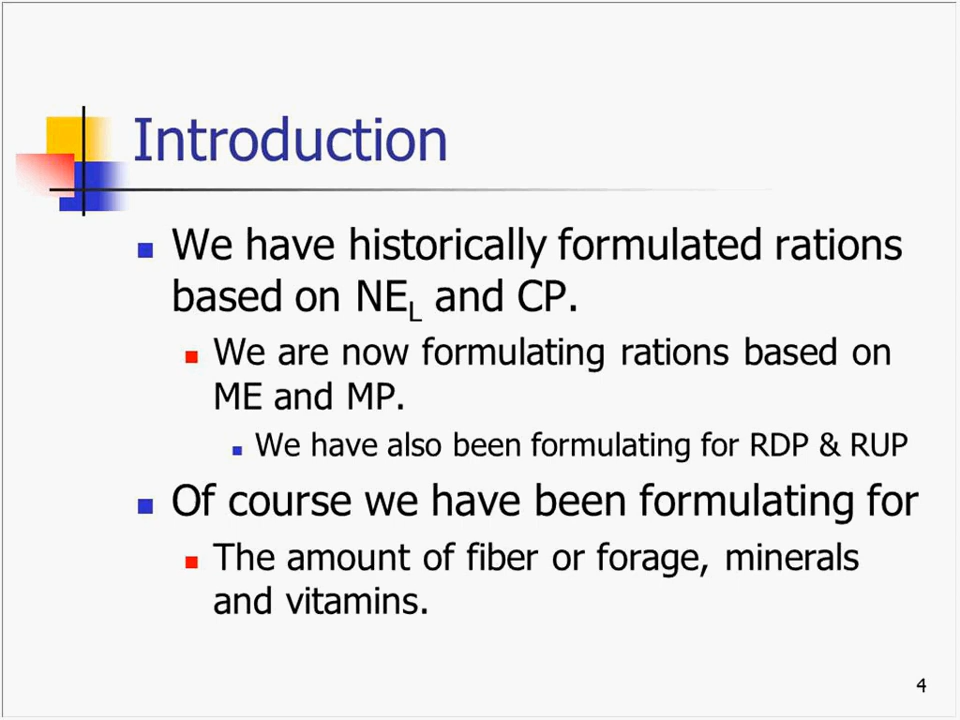 Introduction
We have historically formulated rations
based on NEL and CP.
We are now formulating rations based on
ME and MP.
We have also been formulating for RDP & RUP
Of course we have been formulating for
The amount of fiber or forage, minerals
and vitamins.
4